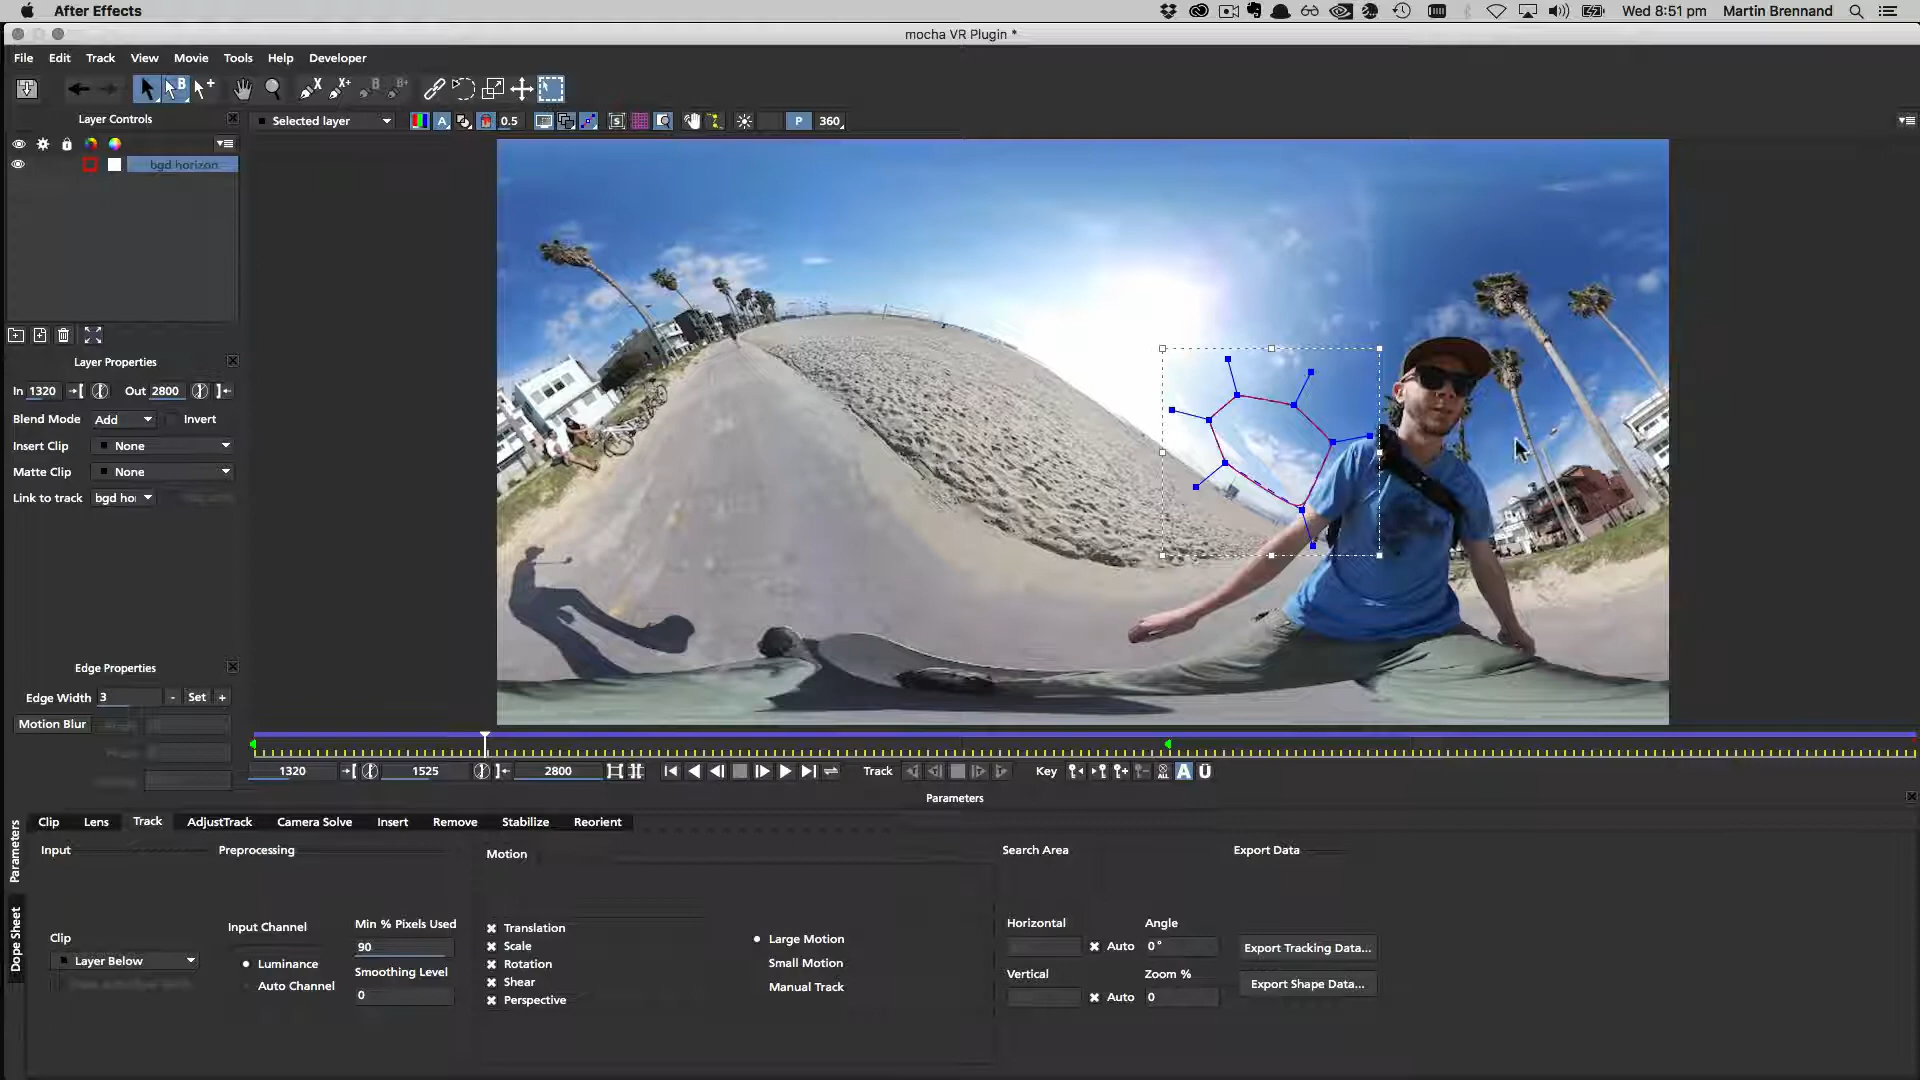 After Effects
Wed 8:51 pm Martin Brennand
mocha VR Plugin *
File Edit Track View Movie Tools Help Developer
Layer Controls
Selected layer
A
0.5
P
360
bgd horizon
Layer Properties
In 1320 Out 2800
Blend Mode Add Invert
Insert Clip None
Matte Clip None
Link to track bgd hor
Edge Properties
Edge Width 3 - Set +
Motion Blur
1320 1525 2800 Track Key
Parameters
Clip Lens Track AdjustTrack Camera Solve Insert Remove Stabilize Reorient
Parameters
Dope Sheet
Input
Clip
Layer Below
Preprocessing
Input Channel
Luminance
Auto Channel
Min % Pixels Used
90
Smoothing Level
0
Motion
Translation
Scale
Rotation
Shear
Perspective
Large Motion
Small Motion
Manual Track
Search Area
Horizontal Angle
Auto 0°
Vertical Zoom %
Auto 0
Export Data
Export Tracking Data...
Export Shape Data...